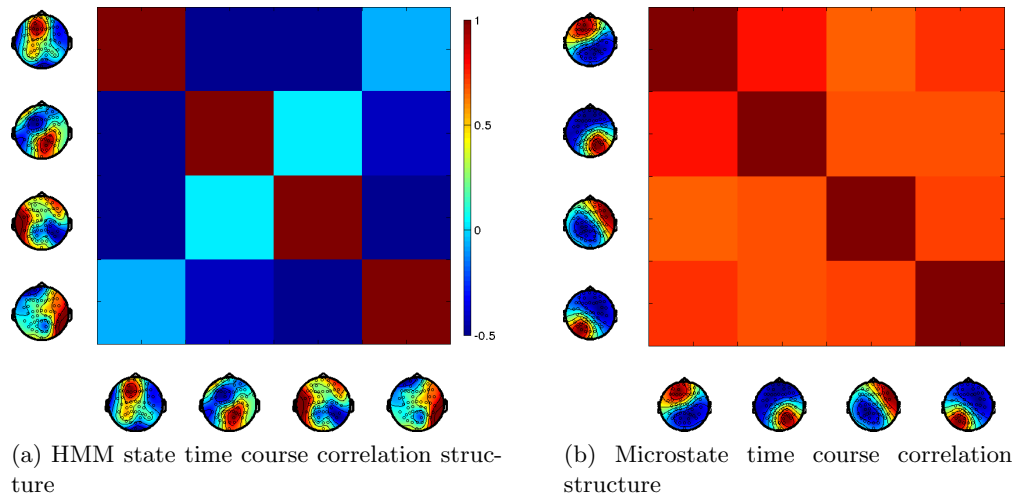 1
0.5
0
-0.5
(a) HMM state time course correlation struc-
ture
(b) Microstate time course correlation
structure